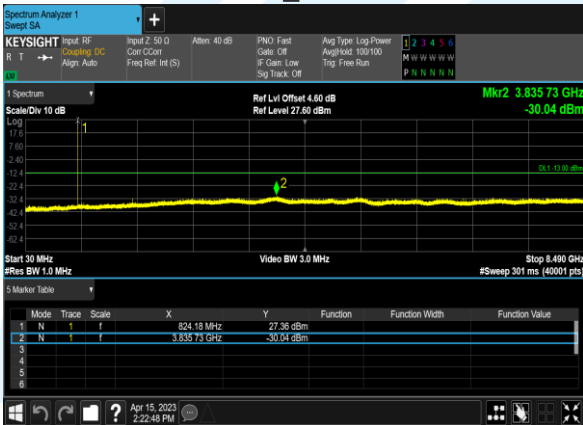 Spectrum Analyzer 1
Swept SA
+
KEYSIGHT Input: RF Input Z: 50 Ω Atten: 40 dB PNO: Fast Avg Type: Log-Power 1 2 3 4 5 6
R T Coupling: DC Corr CCorr Gate: Off Avg|Hold: 100/100 M W W W W W
Align: Auto Freq Ref: Int (S) IF Gain: Low Trig: Free Run
LXI Sig Track: Off P N N N N N
1 Spectrum Ref Lvl Offset 4.60 dB Mkr2 3.835 73 GHz
Scale/Div 10 dB Ref Level 27.60 dBm -30.04 dBm
Log
17.6
7.60
-2.40
-12.4
-22.4
-32.4
-42.4
-52.4
-62.4
1
DL1 -13.00 dBm
2
Start 30 MHz Video BW 3.0 MHz Stop 8.490 GHz
#Res BW 1.0 MHz #Sweep 301 ms (40001 pts)
5 Marker Table
Mode Trace Scale X Y Function Function Width Function Value
1 N 1 f 824.18 MHz 27.36 dBm
2 N 1 f 3.835 73 GHz -30.04 dBm
3
4
5
6
? Apr 15, 2023
2:22:48 PM